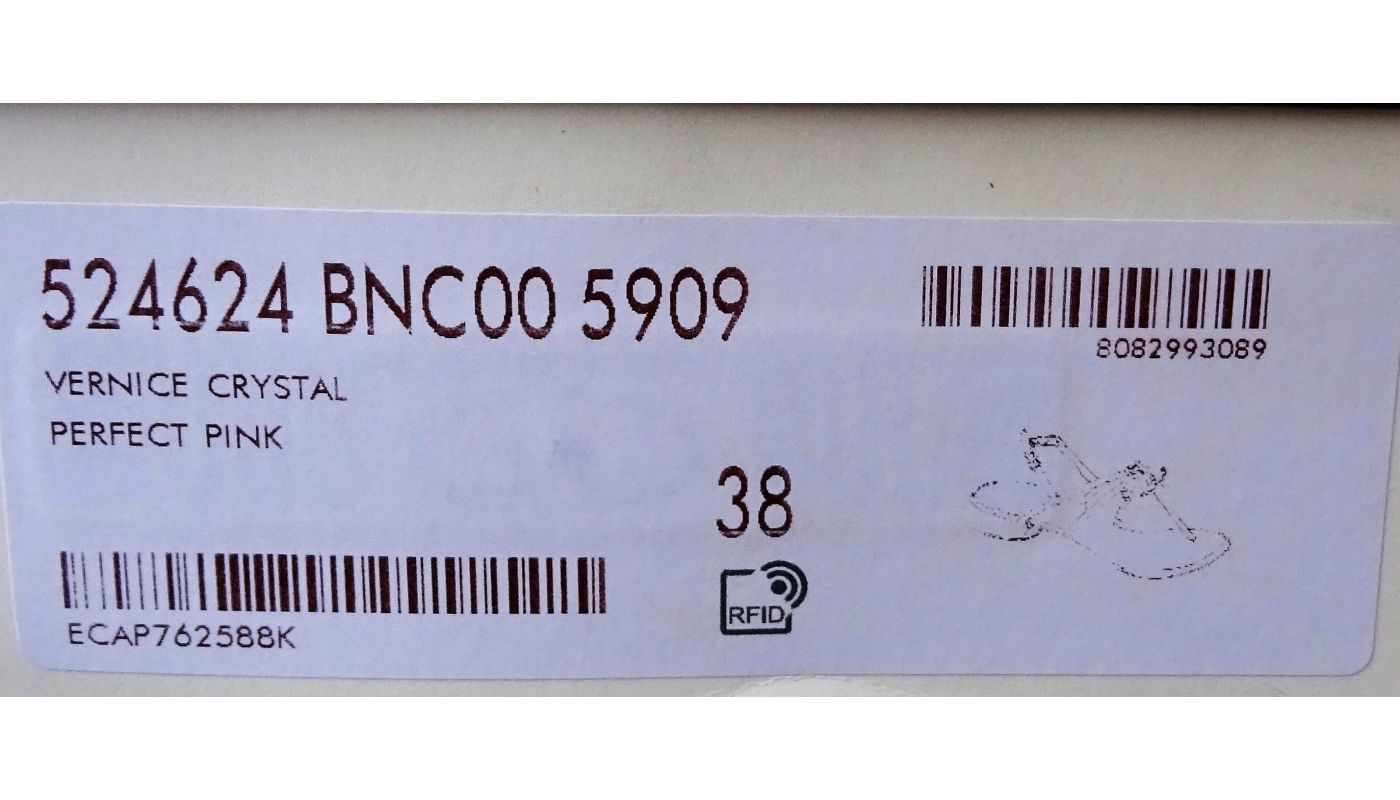 524624 BNC00 5909
8082993089
VERNICE CRYSTAL
PERFECT PINK
38
RFID
ECAP762588K